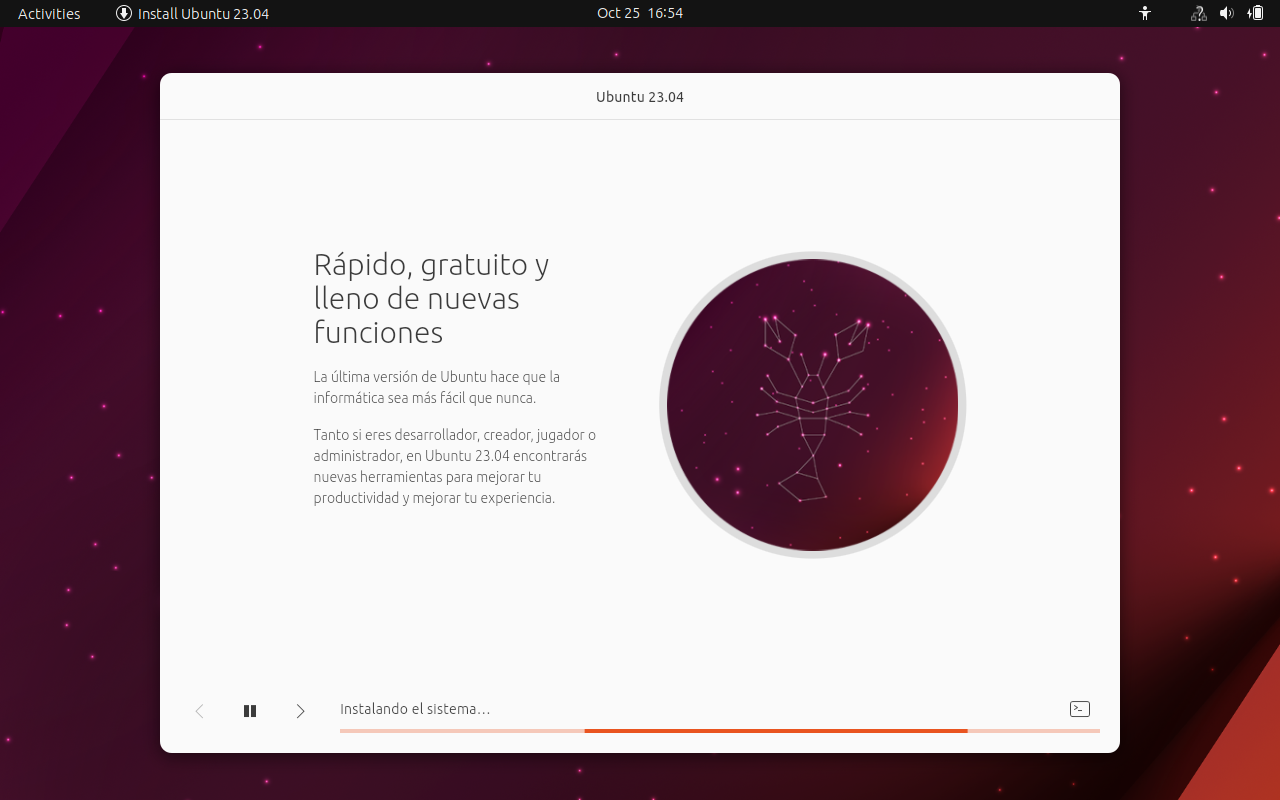 Activities
Install Ubuntu 23.04
Oct 25 16:54
Ubuntu 23.04
Rápido, gratuito y
lleno de nuevas
funciones
La última versión de Ubuntu hace que la
informática sea más fácil que nunca.
Tanto si eres desarrollador, creador, jugador o
administrador, en Ubuntu 23.04 encontrarás
nuevas herramientas para mejorar tu
productividad y mejorar tu experiencia.
Instalando el sistema…